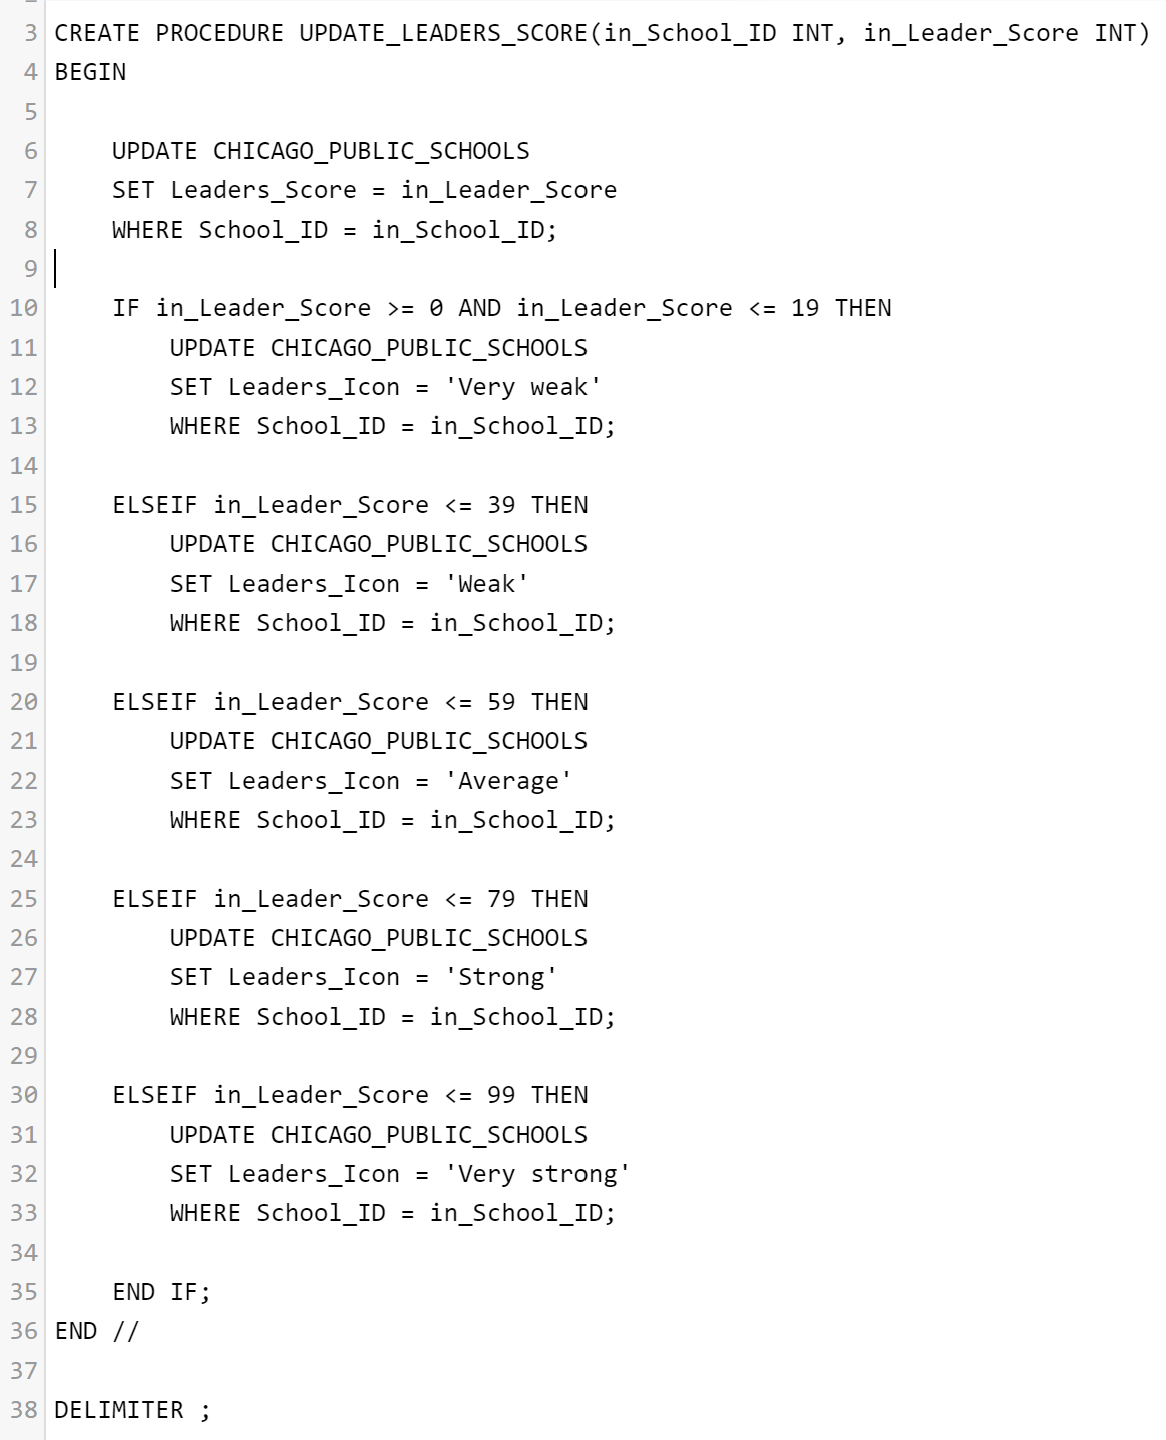 3 CREATE PROCEDURE UPDATE_LEADERS_SCORE(in_School_ID INT, in_Leader_Score INT)
4 BEGIN
5
6 UPDATE CHICAGO_PUBLIC_SCHOOLS
7 SET Leaders_Score = in_Leader_Score
8 WHERE School_ID = in_School_ID;
9
10 IF in_Leader_Score >= 0 AND in_Leader_Score <= 19 THEN
11 UPDATE CHICAGO_PUBLIC_SCHOOLS
12 SET Leaders_Icon = 'Very weak'
13 WHERE School_ID = in_School_ID;
14
15 ELSEIF in_Leader_Score <= 39 THEN
16 UPDATE CHICAGO_PUBLIC_SCHOOLS
17 SET Leaders_Icon = 'Weak'
18 WHERE School_ID = in_School_ID;
19
20 ELSEIF in_Leader_Score <= 59 THEN
21 UPDATE CHICAGO_PUBLIC_SCHOOLS
22 SET Leaders_Icon = 'Average'
23 WHERE School_ID = in_School_ID;
24
25 ELSEIF in_Leader_Score <= 79 THEN
26 UPDATE CHICAGO_PUBLIC_SCHOOLS
27 SET Leaders_Icon = 'Strong'
28 WHERE School_ID = in_School_ID;
29
30 ELSEIF in_Leader_Score <= 99 THEN
31 UPDATE CHICAGO_PUBLIC_SCHOOLS
32 SET Leaders_Icon = 'Very strong'
33 WHERE School_ID = in_School_ID;
34
35 END IF;
36 END //
37
38 DELIMITER ;